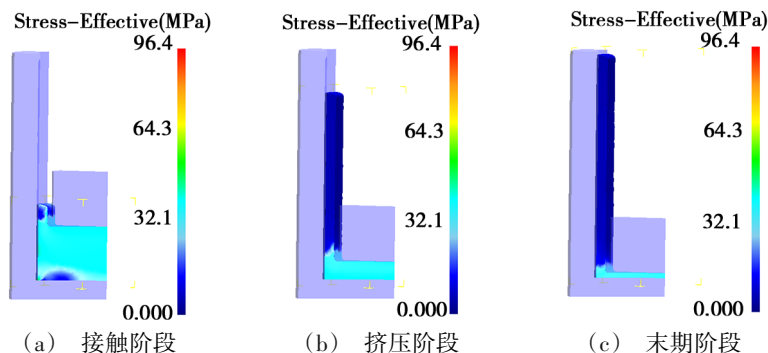 Stress-Effective(MPa)
96.4
64.3
32.1
0.000
(a) 接触阶段
Stress-Effective(MPa)
96.4
64.3
32.1
0.000
(b) 挤压阶段
Stress-Effective(MPa)
96.4
64.3
32.1
0.000
(c) 末期阶段